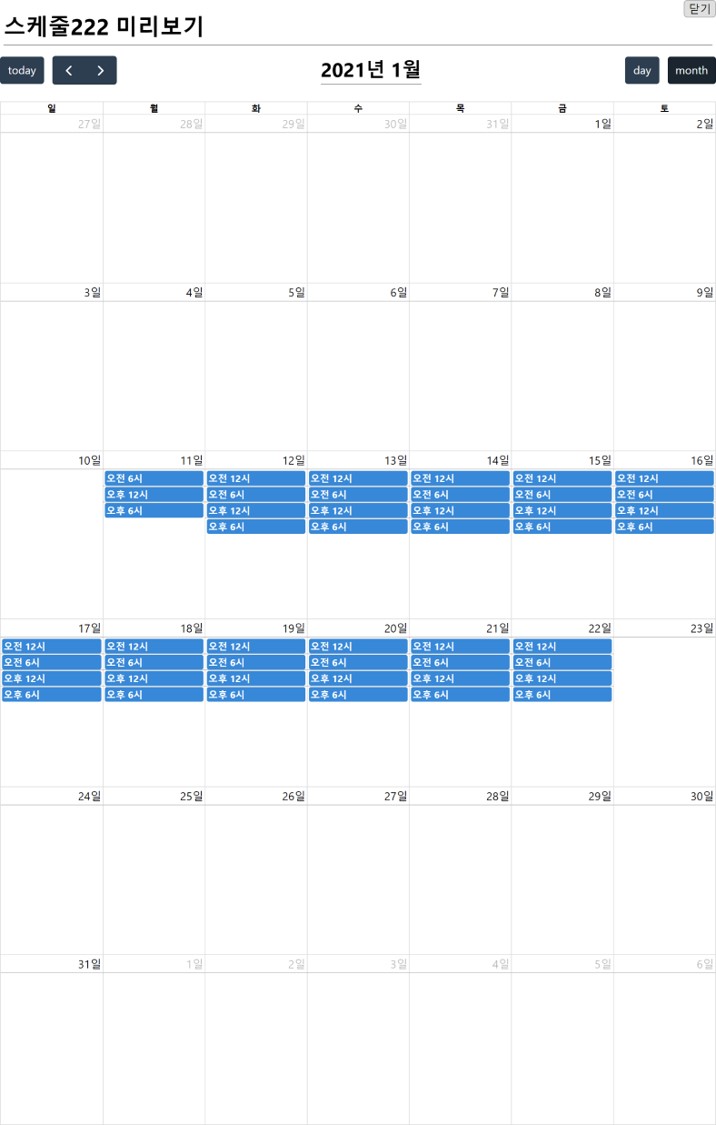 닫기
스케줄222 미리보기
today
2021년 1월
day month
일 월 화 수 목 금 토
27일 28일 29일 30일 31일 1일 2일
3일 4일 5일 6일 7일 8일 9일
10일 11일 12일 13일 14일 15일 16일
오전 6시 오전 12시 오전 12시 오전 12시 오전 12시 오전 12시
오후 12시 오전 6시 오전 6시 오전 6시 오전 6시 오전 6시
오후 6시 오후 12시 오후 12시 오후 12시 오후 12시 오후 12시
오후 6시 오후 6시 오후 6시 오후 6시 오후 6시
17일 18일 19일 20일 21일 22일 23일
오전 12시 오전 12시 오전 12시 오전 12시 오전 12시 오전 12시
오전 6시 오전 6시 오전 6시 오전 6시 오전 6시 오전 6시
오후 12시 오후 12시 오후 12시 오후 12시 오후 12시 오후 12시
오후 6시 오후 6시 오후 6시 오후 6시 오후 6시 오후 6시
24일 25일 26일 27일 28일 29일 30일
31일 1일 2일 3일 4일 5일 6일